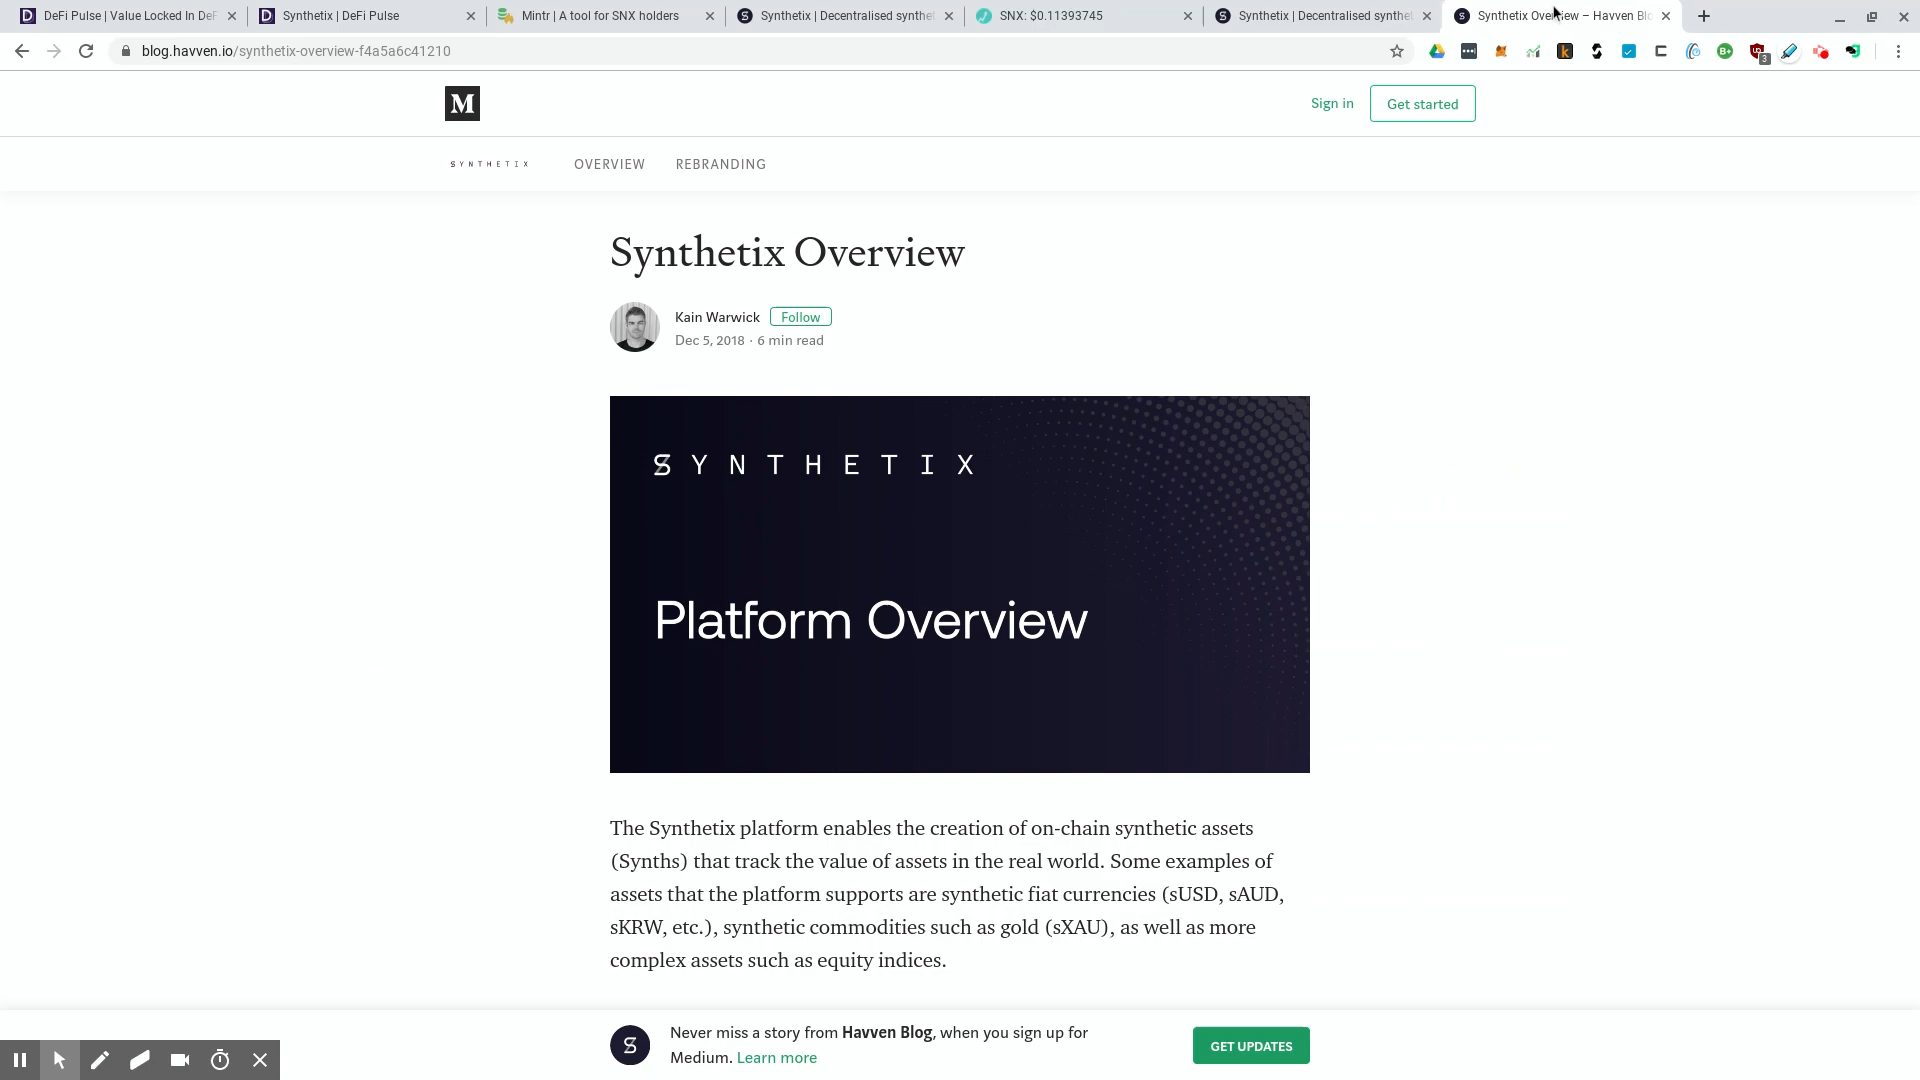 DeFi Pulse | Value Locked In DeF
Synthetix | DeFi Pulse
Mintr | A tool for SNX holders
Synthetix | Decentralised synthet
SNX: $0.11393745
Synthetix | Decentralised synthet
Synthetix Overview – Havven Blo
blog.havven.io/synthetix-overview-f4a5a6c41210
3
M
Sign in
Get started
SYNTHETIX
OVERVIEW
REBRANDING
Synthetix Overview
Kain Warwick Follow
Dec 5, 2018 · 6 min read
SYNTHETIX
Platform Overview
The Synthetix platform enables the creation of on-chain synthetic assets
(Synths) that track the value of assets in the real world. Some examples of
assets that the platform supports are synthetic fiat currencies (sUSD, sAUD,
sKRW, etc.), synthetic commodities such as gold (sXAU), as well as more
complex assets such as equity indices.
Never miss a story from Havven Blog, when you sign up for
Medium. Learn more
GET UPDATES